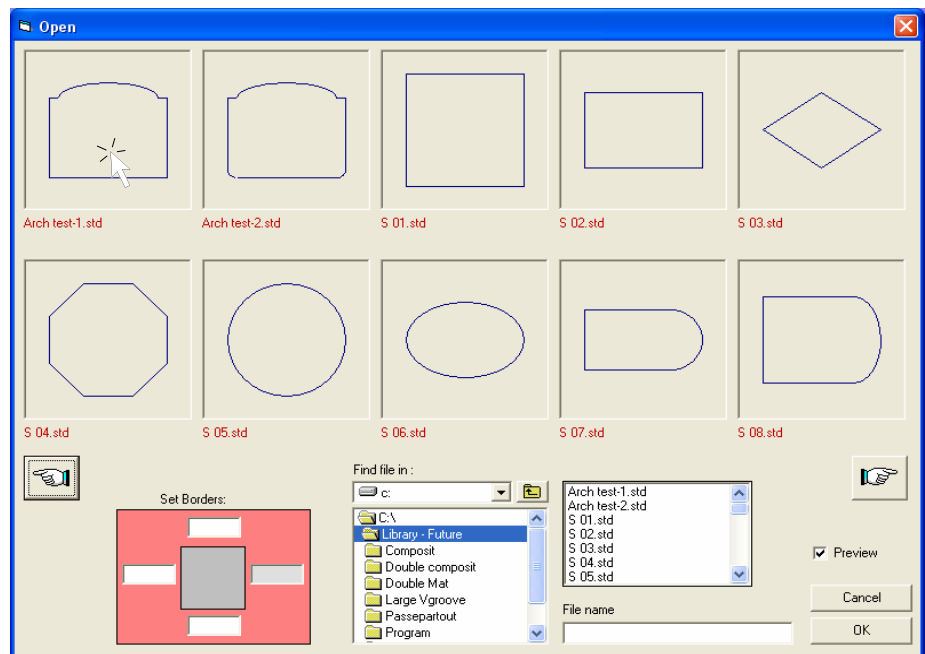 Open
Arch test-1.std
Arch test-2.std
S 01.std
S 02.std
S 03.std
S 04.std
S 05.std
S 06.std
S 07.std
S 08.std
Set Borders:
Find file in :
c:
C:\
Library - Future
Composit
Double composit
Double Mat
Large Vgroove
Passepartout
Program
Arch test-1.std
Arch test-2.std
S 01.std
S 02.std
S 03.std
S 04.std
S 05.std
File name
Preview
Cancel
OK